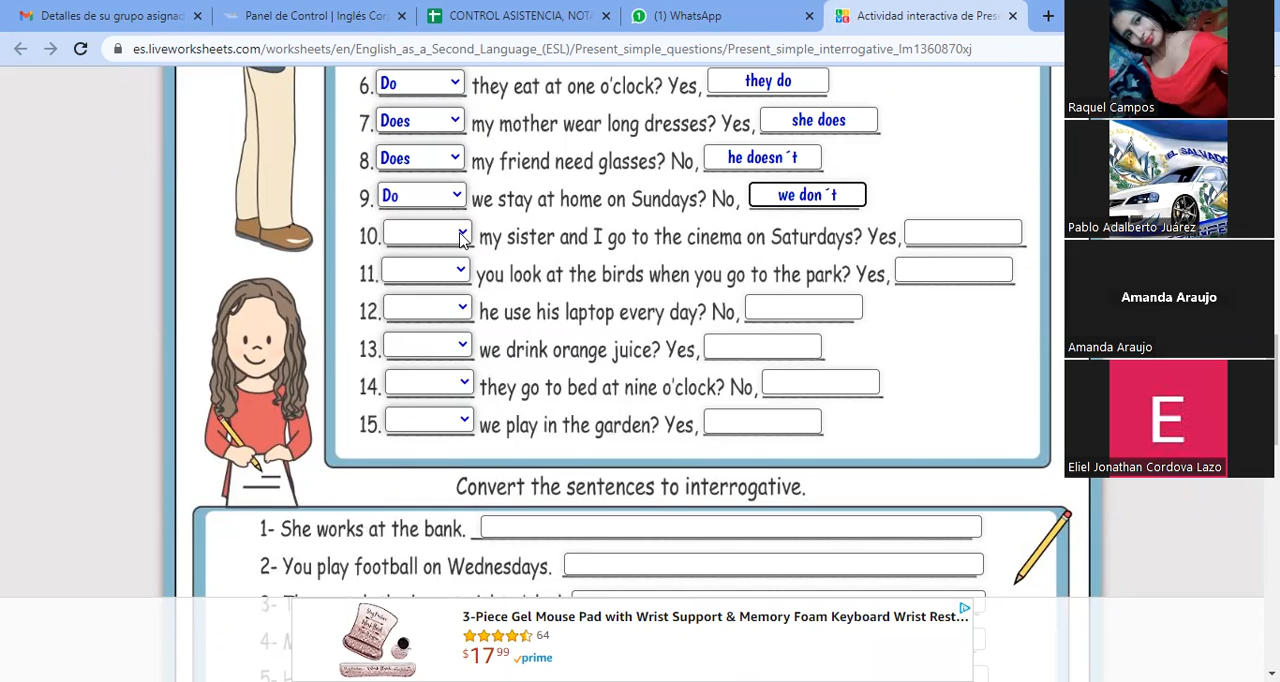 Detalles de su grupo asignad
Panel de Control | Inglés Cor
CONTROL ASISTENCIA, NOTA
(1) WhatsApp
Actividad interactiva de Prese
es.liveworksheets.com/worksheets/en/English_as_a_Second_Language_(ESL)/Present_simple_questions/Present_simple_interrogative_lm1360870xj
6. Do they eat at one o'clock? Yes, they do
7. Does my mother wear long dresses? Yes, she does
8. Does my friend need glasses? No, he doesn´t
9. Do we stay at home on Sundays? No, we don´t
10. my sister and I go to the cinema on Saturdays? Yes,
11. you look at the birds when you go to the park? Yes,
12. he use his laptop every day? No,
13. we drink orange juice? Yes,
14. they go to bed at nine o'clock? No,
15. we play in the garden? Yes,
Convert the sentences to interrogative.
1- She works at the bank.
2- You play football on Wednesdays.
3-
4-
5-
3-Piece Gel Mouse Pad with Wrist Support & Memory Foam Keyboard Wrist Rest...
64
$17.99 prime
Raquel Campos
EL SALVADOR
Pablo Adalberto Juárez
Amanda Araujo
Amanda Araujo
E
Eliel Jonathan Cordova Lazo